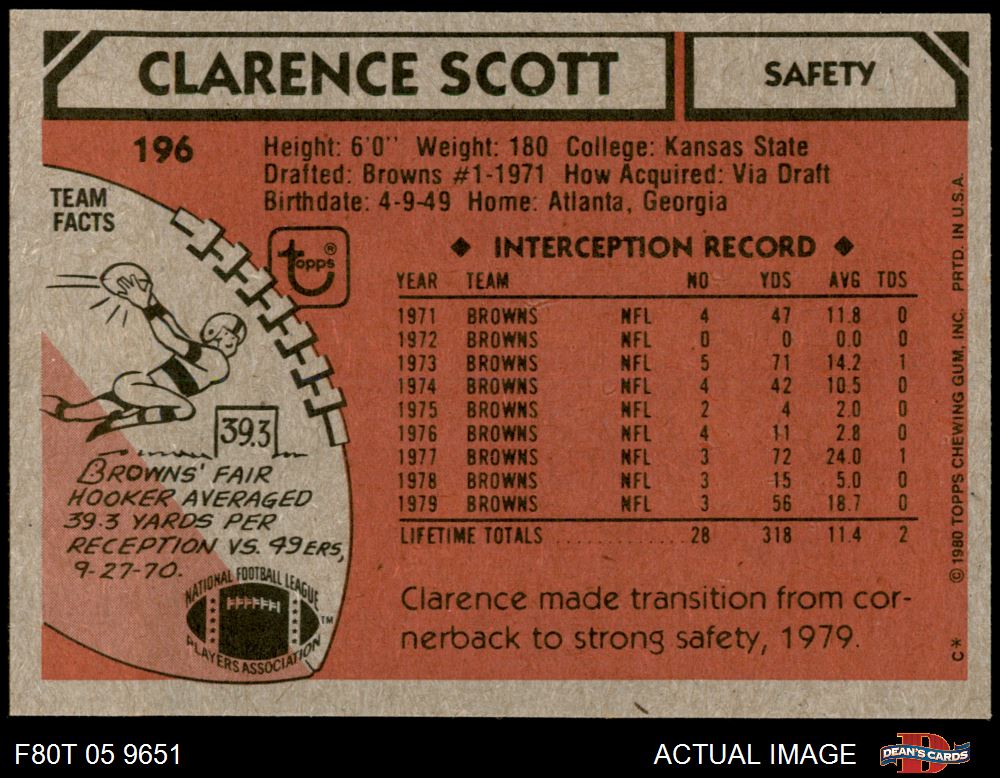 CLARENCE SCOTT
SAFETY
196
Height: 6'0" Weight: 180 College: Kansas State
Drafted: Browns #1-1971 How Acquired: Via Draft
Birthdate: 4-9-49 Home: Atlanta, Georgia
TEAM
FACTS
topps®
39.3
BROWNS' FAIR
HOOKER AVERAGED
39.3 YARDS PER
RECEPTION VS. 49ERS,
9-27-70.
NATIONAL FOOTBALL LEAGUE
PLAYERS ASSOCIATION
TM
◆ INTERCEPTION RECORD ◆
YEAR TEAM NO YDS AVG TDS
1971 BROWNS NFL 4 47 11.8 0
1972 BROWNS NFL 0 0 0.0 0
1973 BROWNS NFL 5 71 14.2 1
1974 BROWNS NFL 4 42 10.5 0
1975 BROWNS NFL 2 4 2.0 0
1976 BROWNS NFL 4 11 2.8 0
1977 BROWNS NFL 3 72 24.0 1
1978 BROWNS NFL 3 15 5.0 0
1979 BROWNS NFL 3 56 18.7 0
LIFETIME TOTALS ............. 28 318 11.4 2
Clarence made transition from cor-
nerback to strong safety, 1979.
C* © 1980 TOPPS CHEWING GUM, INC. PRTD. IN U.S.A.
F80T 05 9651
ACTUAL IMAGE
DEAN'S CARDS